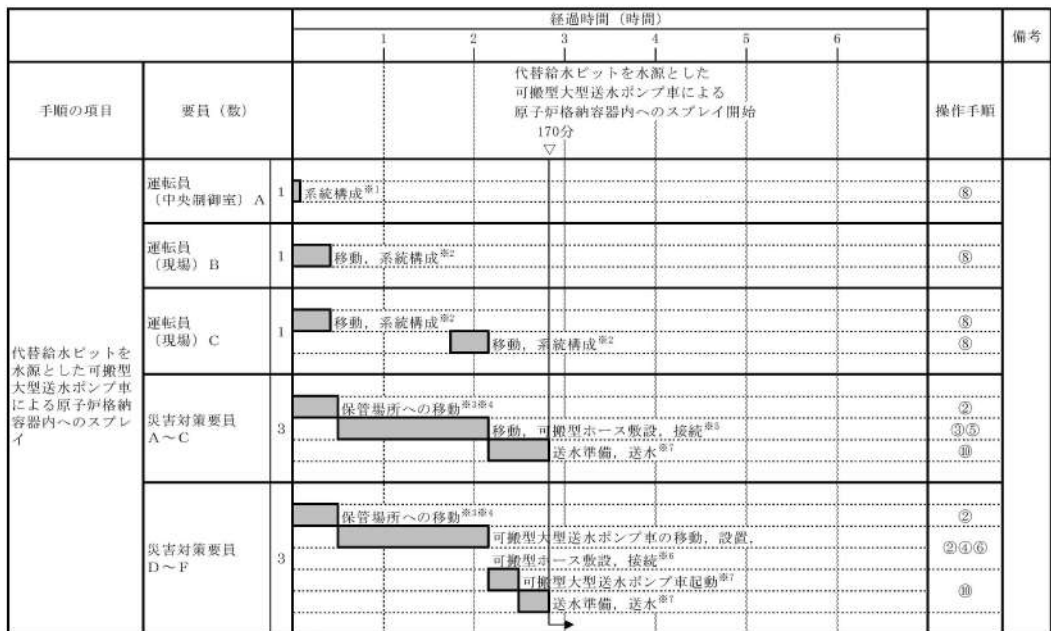 経過時間（時間）
備考
1 2 3 4 5 6
手順の項目
要員（数）
代替給水ピットを水源とした
可搬型大型送水ポンプ車による
原子炉格納容器内へのスプレイ開始
170分
▽
操作手順
代替給水ピットを
水源とした可搬型
大型送水ポンプ車
による原子炉格納
容器内へのスプレ
イ
運転員
（中央制御室）A
1
系統構成※1
⑧
運転員
（現場）B
1
移動，系統構成※2
⑧
運転員
（現場）C
1
移動，系統構成※2
⑧
移動，系統構成※2
⑧
災害対策要員
A～C
3
保管場所への移動※3※4
②
移動，可搬型ホース敷設，接続※5
③⑤
送水準備，送水※7
⑩
災害対策要員
D～F
3
保管場所への移動※3※4
②
可搬型大型送水ポンプ車の移動，設置，
可搬型ホース敷設，接続※6
②④⑥
可搬型大型送水ポンプ車起動※7
送水準備，送水※7
⑩